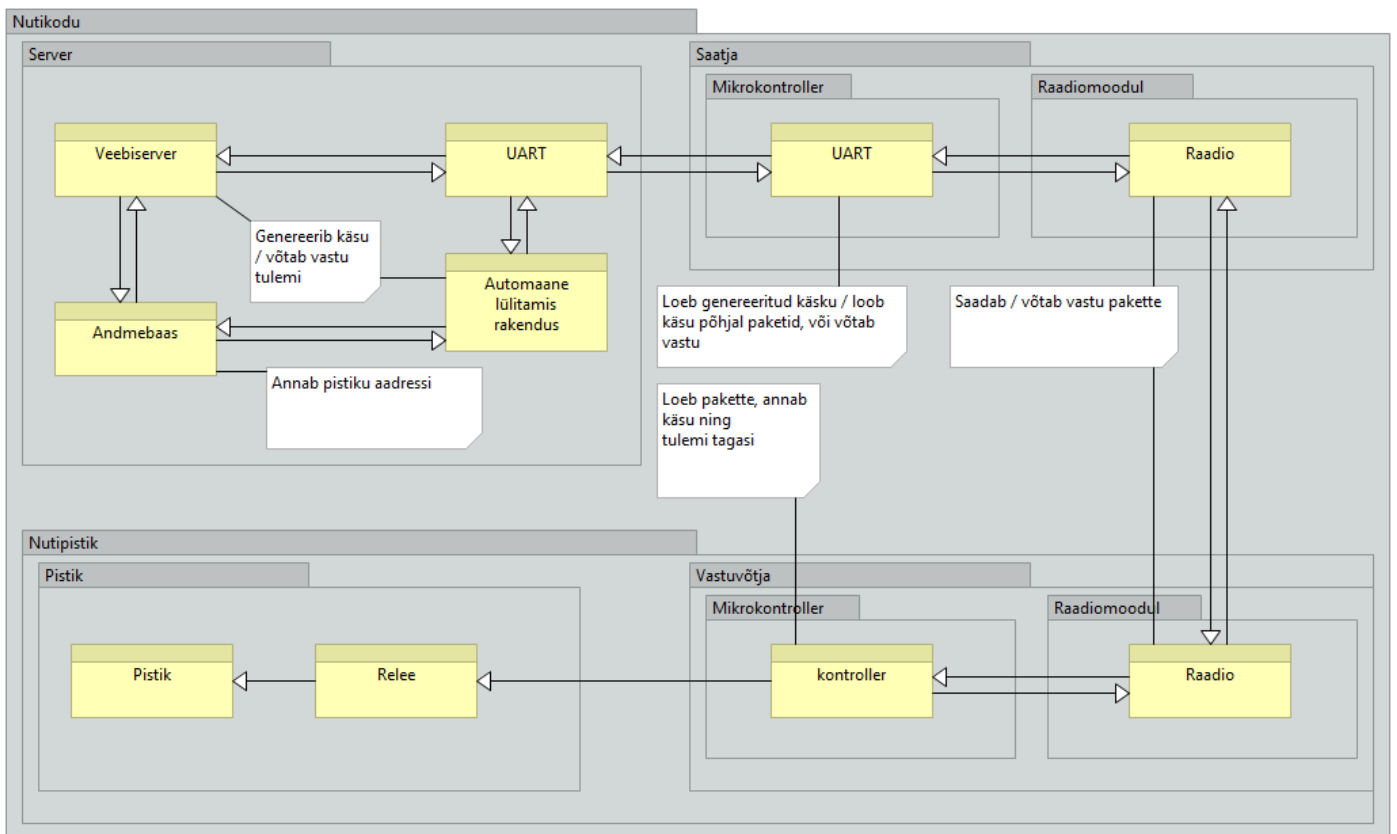 Nutikodu
Server
Saatja
Mikrokontroller
Raadiomoodul
Veebiserver
UART
UART
Raadio
Genereerib käsu
/ võtab vastu
tulemi
Automaane
lülitamis
rakendus
Andmebaas
Annab pistiku aadressi
Loeb genereeritud käsku / loob
käsu põhjal paketid, või võtab
vastu
Saadab / võtab vastu pakette
Loeb pakette, annab
käsu ning
tulemi tagasi
Nutipistik
Pistik
Vastuvõtja
Mikrokontroller
Raadiomoodul
Pistik
Relee
kontroller
Raadio